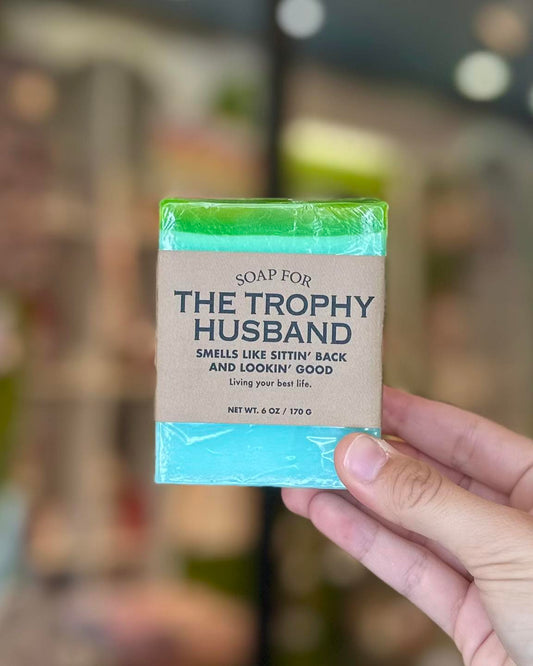 SOAP FOR
THE TROPHY
HUSBAND
SMELLS LIKE SITTIN' BACK
AND LOOKIN' GOOD
Living your best life.
NET WT. 6 OZ / 170 G